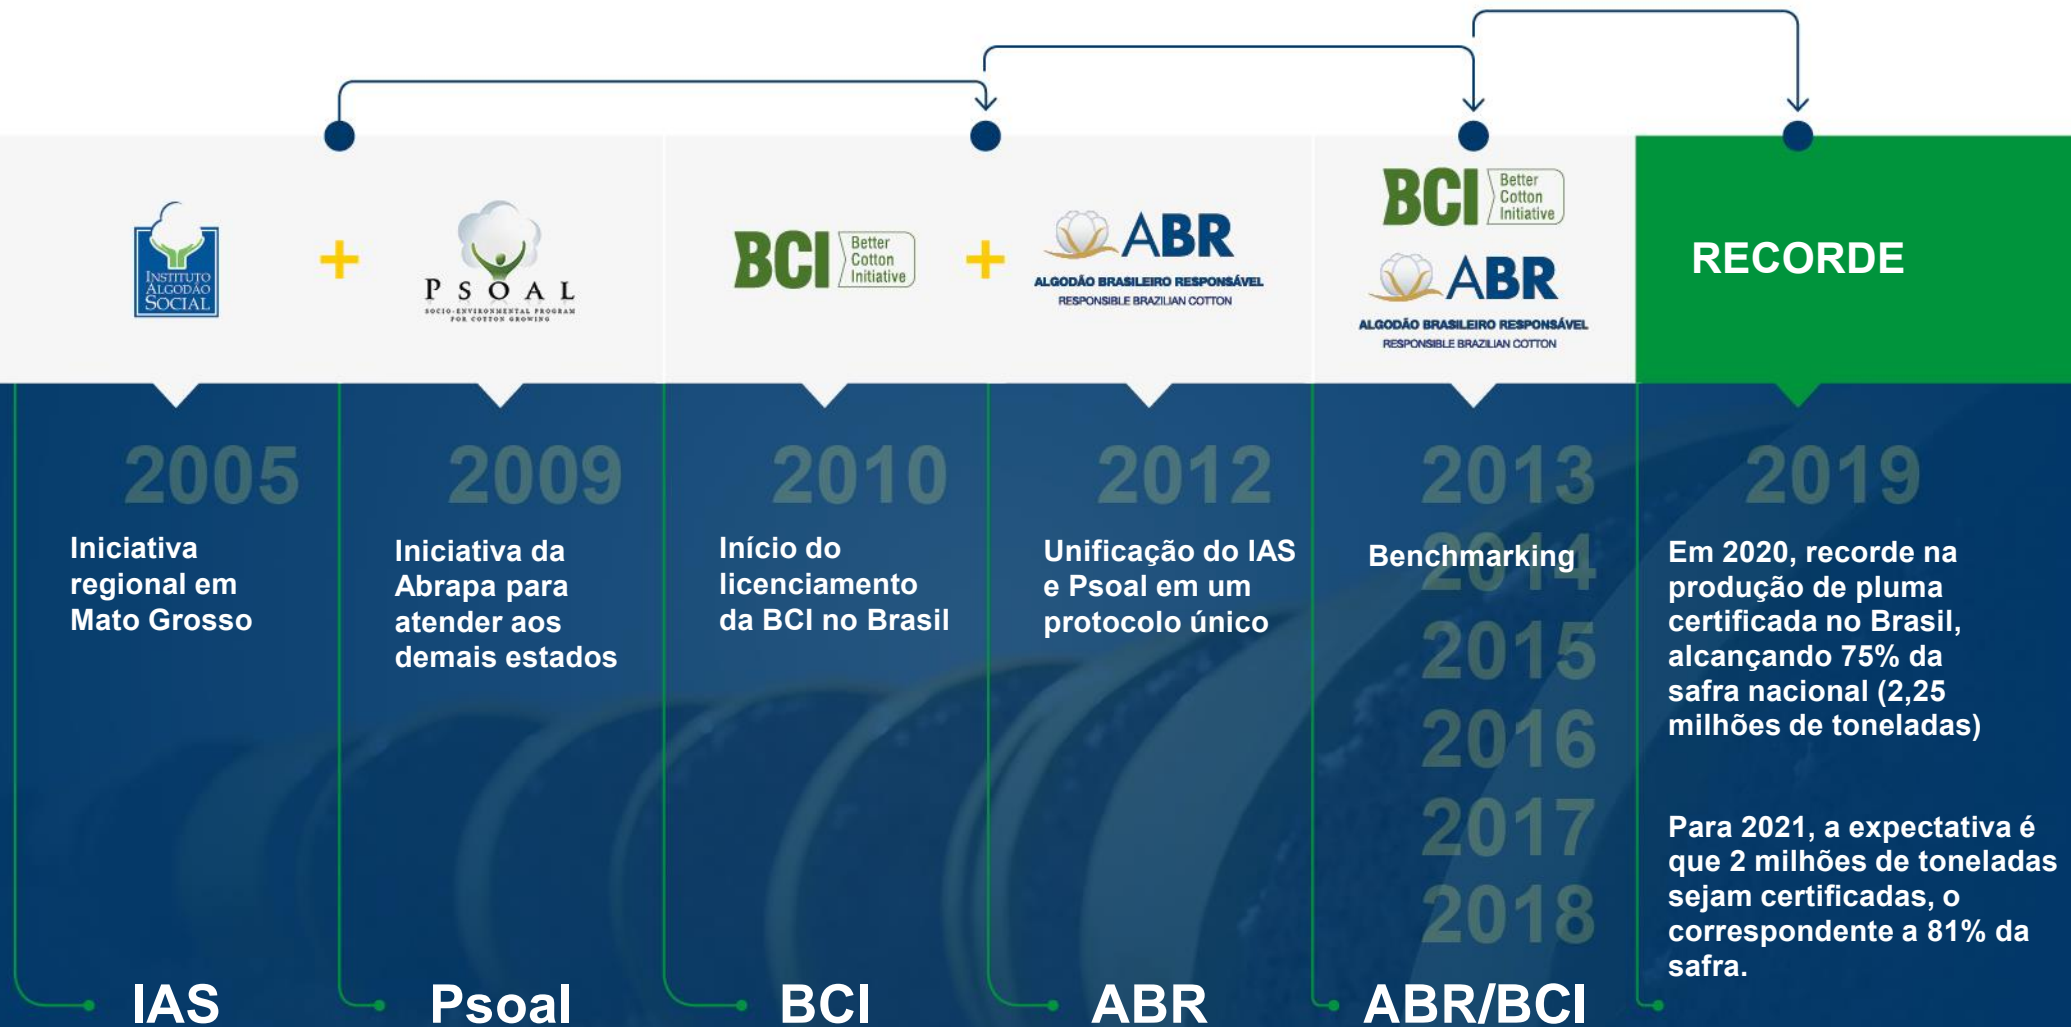 INSTITUTO
ALGODÃO
SOCIAL
+
PSOAL
SOCIO-ENVIRONMENTAL PROGRAM
FOR COTTON GROWING
BCI
Better
Cotton
Initiative
+
ABR
ALGODÃO BRASILEIRO RESPONSÁVEL
RESPONSIBLE BRAZILIAN COTTON
BCI
Better
Cotton
Initiative
ABR
ALGODÃO BRASILEIRO RESPONSÁVEL
RESPONSIBLE BRAZILIAN COTTON
RECORDE
2005
Iniciativa
regional em
Mato Grosso
IAS
2009
Iniciativa da
Abrapa para
atender aos
demais estados
Psoal
2010
Início do
licenciamento
da BCI no Brasil
BCI
2012
Unificação do IAS
e Psoal em um
protocolo único
ABR
2013
Benchmarking
2014
2015
2016
2017
2018
ABR/BCI
2019
Em 2020, recorde na
produção de pluma
certificada no Brasil,
alcançando 75% da
safra nacional (2,25
milhões de toneladas)
Para 2021, a expectativa é
que 2 milhões de toneladas
sejam certificadas, o
correspondente a 81% da
safra.